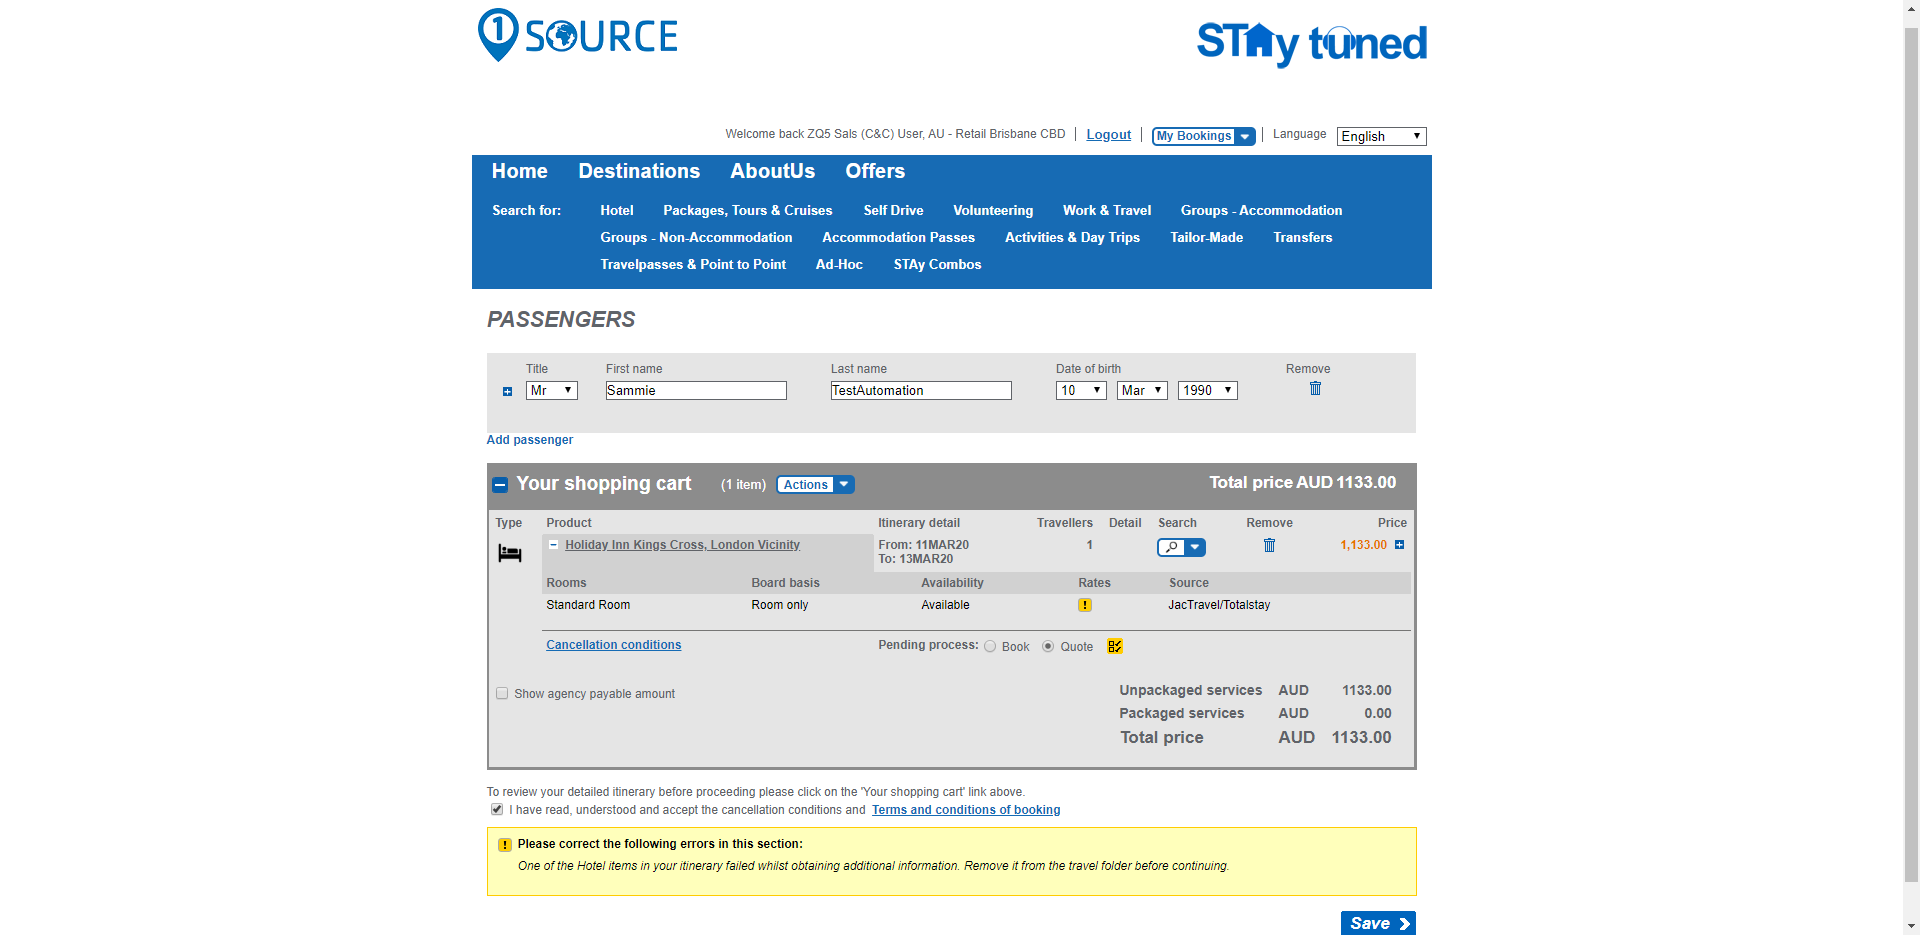 1 SOURCE
STAy tuned
Welcome back ZQ5 Sals (C&C) User, AU - Retail Brisbane CBD | Logout | My Bookings | Language English
Home Destinations AboutUs Offers
Search for: Hotel Packages, Tours & Cruises Self Drive Volunteering Work & Travel Groups - Accommodation
Groups - Non-Accommodation Accommodation Passes Activities & Day Trips Tailor-Made Transfers
Travelpasses & Point to Point Ad-Hoc STAy Combos
PASSENGERS
Title First name Last name Date of birth Remove
Mr Sammie TestAutomation 10 Mar 1990
Add passenger
Your shopping cart (1 item) Actions Total price AUD 1133.00
Type Product Itinerary detail Travellers Detail Search Remove Price
Holiday Inn Kings Cross, London Vicinity From: 11MAR20 1 1,133.00
To: 13MAR20
Rooms Board basis Availability Rates Source
Standard Room Room only Available ! JacTravel/Totalstay
Cancellation conditions Pending process: Book Quote
Show agency payable amount
Unpackaged services AUD 1133.00
Packaged services AUD 0.00
Total price AUD 1133.00
To review your detailed itinerary before proceeding please click on the 'Your shopping cart' link above.
I have read, understood and accept the cancellation conditions and Terms and conditions of booking
! Please correct the following errors in this section:
One of the Hotel items in your itinerary failed whilst obtaining additional information. Remove it from the travel folder before continuing.
Save